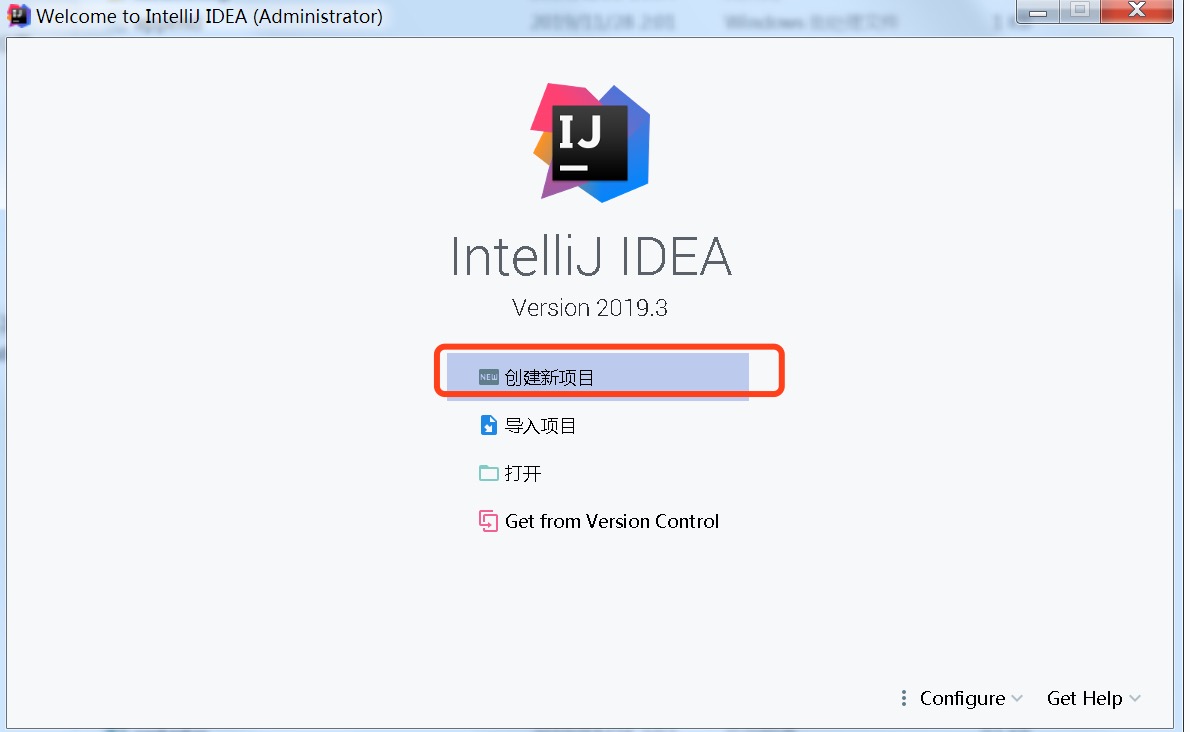 Welcome to IntelliJ IDEA (Administrator)
IJ
IntelliJ IDEA
Version 2019.3
NEW 创建新项目
导入项目
打开
Get from Version Control
Configure
Get Help